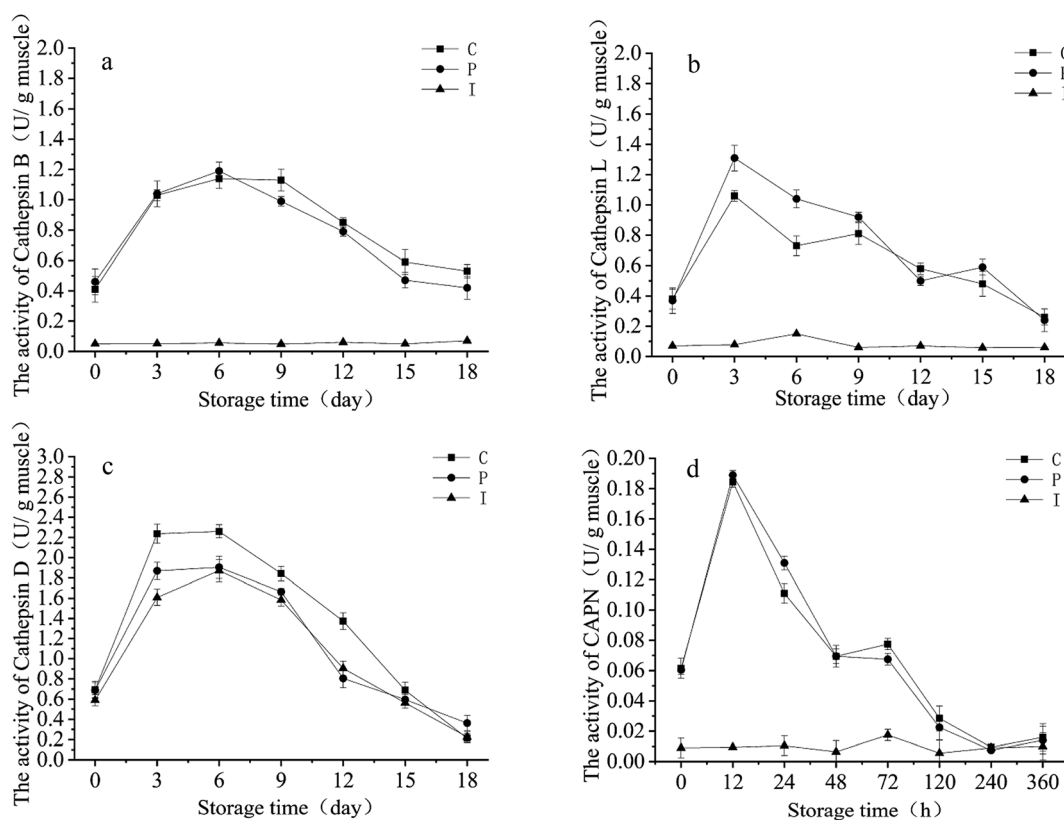 a
C
P
I
2.0
1.8
1.6
1.4
1.2
1.0
0.8
0.6
0.4
0.2
0.0
The activity of Cathepsin B（U/ g muscle）
0 3 6 9 12 15 18
Storage time（day）
b
2.0
1.8
1.6
1.4
1.2
1.0
0.8
0.6
0.4
0.2
0.0
The activity of Cathepsin L（U/ g muscle）
0 3 6 9 12 15 18
Storage time（day）
c
C
P
I
3.0
2.8
2.6
2.4
2.2
2.0
1.8
1.6
1.4
1.2
1.0
0.8
0.6
0.4
0.2
0.0
The activity of Cathepsin D（U/ g muscle）
0 3 6 9 12 15 18
Storage time（day）
d
C
P
I
0.20
0.18
0.16
0.14
0.12
0.10
0.08
0.06
0.04
0.02
0.00
The activity of CAPN（U/ g muscle）
0 12 24 48 72 120 240 360
Storage time（h）